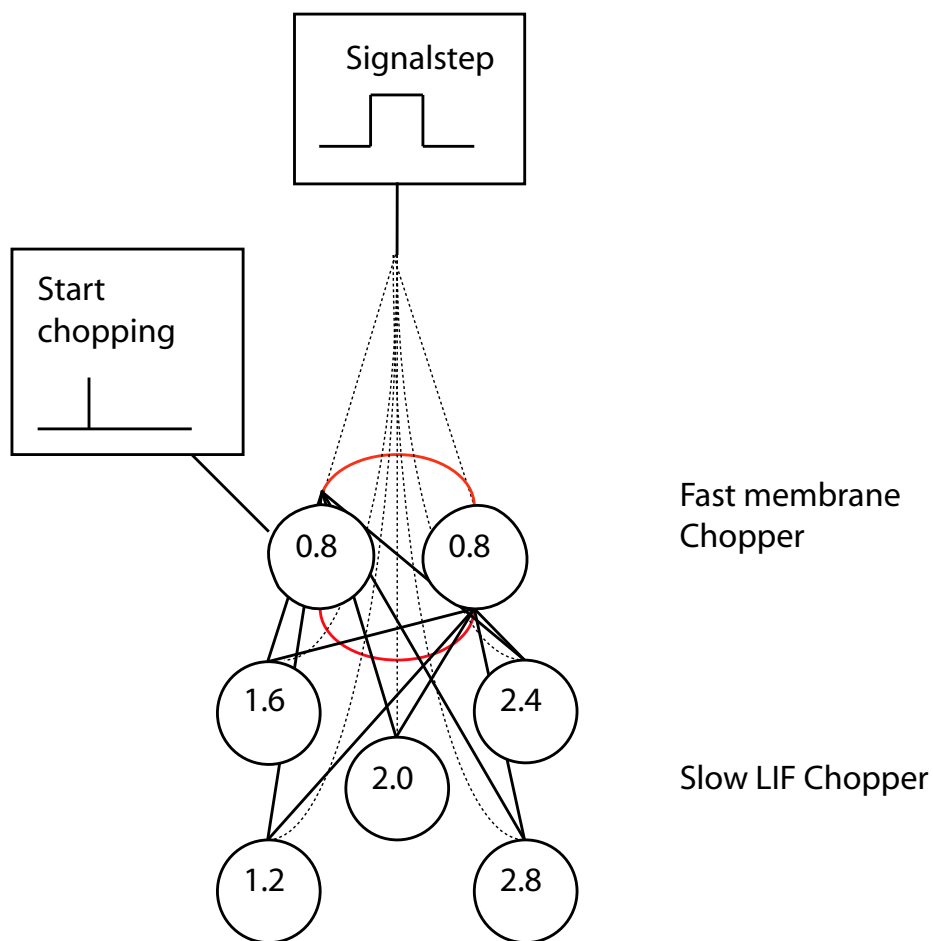 Signalstep
Start
chopping
Fast membrane
Chopper
0.8
0.8
1.6
2.4
2.0
Slow LIF Chopper
1.2
2.8